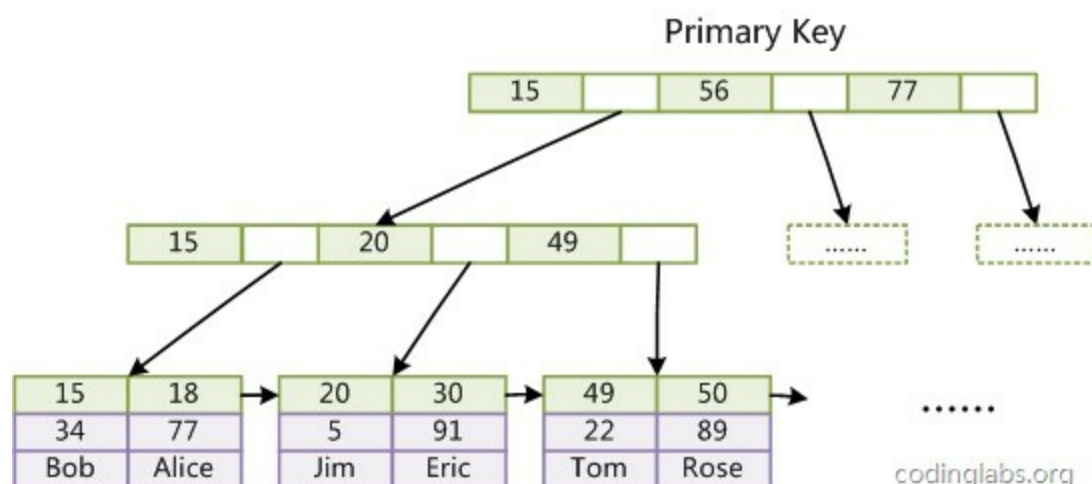 Primary Key
15 56 77
15 20 49
...... ......
15 18 20 30 49 50
......
34 77 5 91 22 89
Bob Alice Jim Eric Tom Rose
codinglabs.org